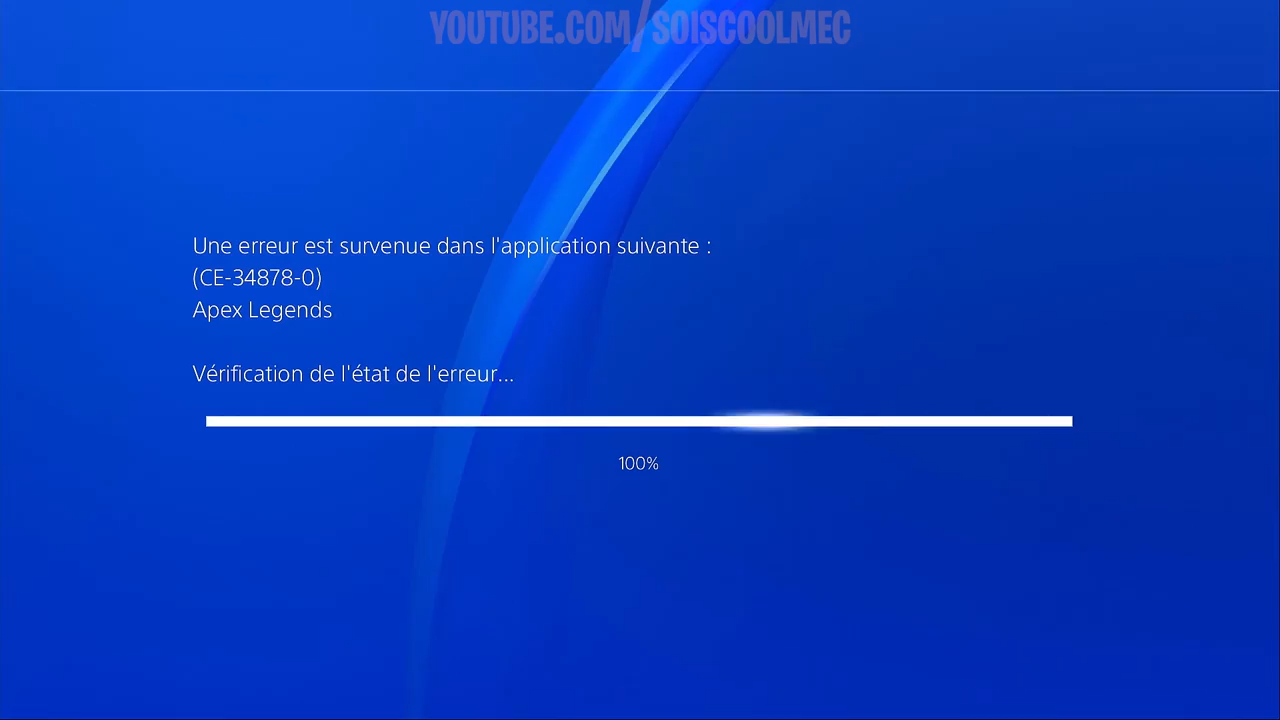 YOUTUBE.COM/SOISCOOLMEC
Une erreur est survenue dans l'application suivante :
(CE-34878-0)
Apex Legends
Vérification de l'état de l'erreur...
100%